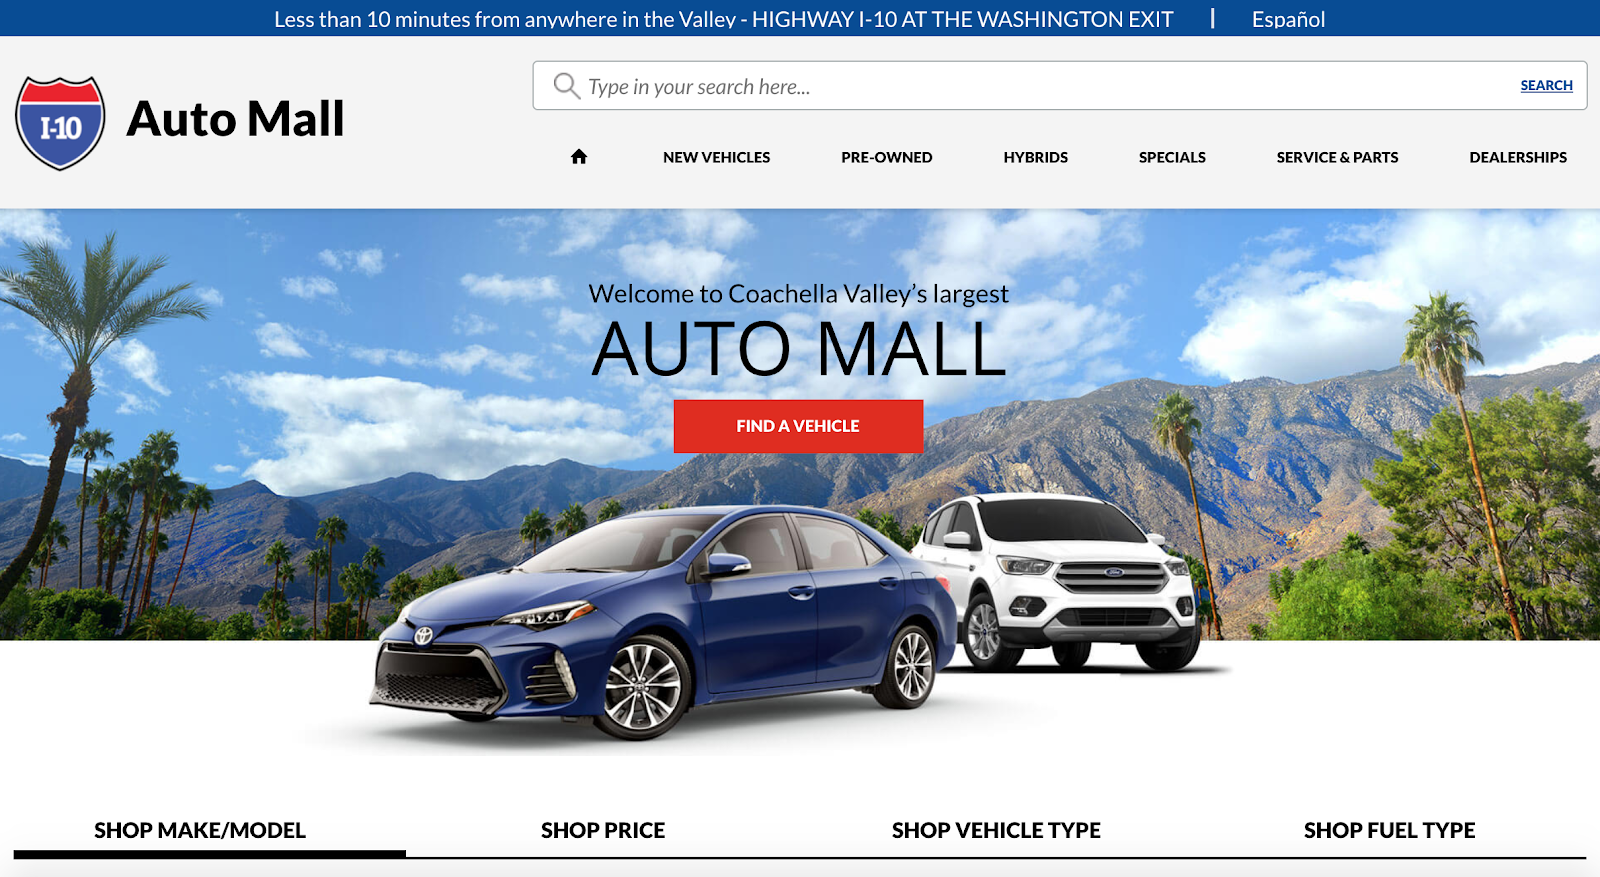 Less than 10 minutes from anywhere in the Valley - HIGHWAY I-10 AT THE WASHINGTON EXIT | Español
I-10
Auto Mall
Type in your search here...
SEARCH
NEW VEHICLES PRE-OWNED HYBRIDS SPECIALS SERVICE & PARTS DEALERSHIPS
Welcome to Coachella Valley’s largest
AUTO MALL
FIND A VEHICLE
Ford
SHOP MAKE/MODEL SHOP PRICE SHOP VEHICLE TYPE SHOP FUEL TYPE